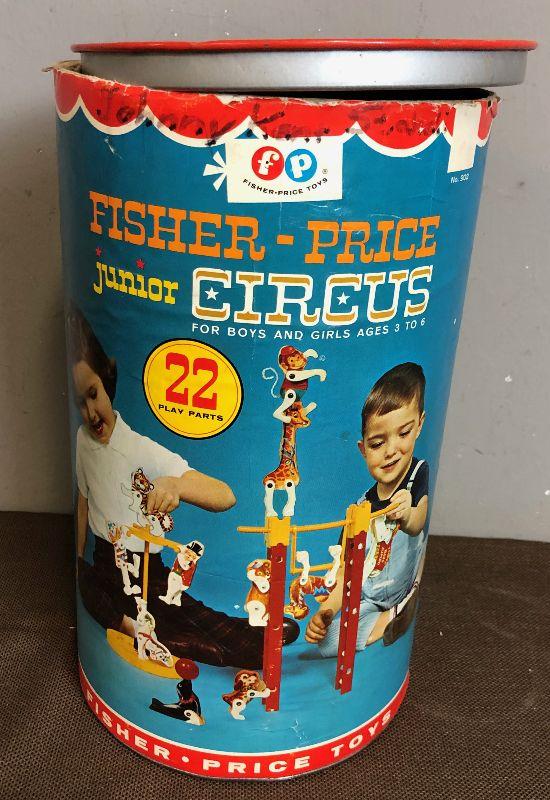 Johnny
fp
FISHER-PRICE TOYS ®
No. 902
FISHER-PRICE
junior CIRCUS
FOR BOYS AND GIRLS AGES 3 TO 6
22
PLAY PARTS
FISHER • PRICE TOYS